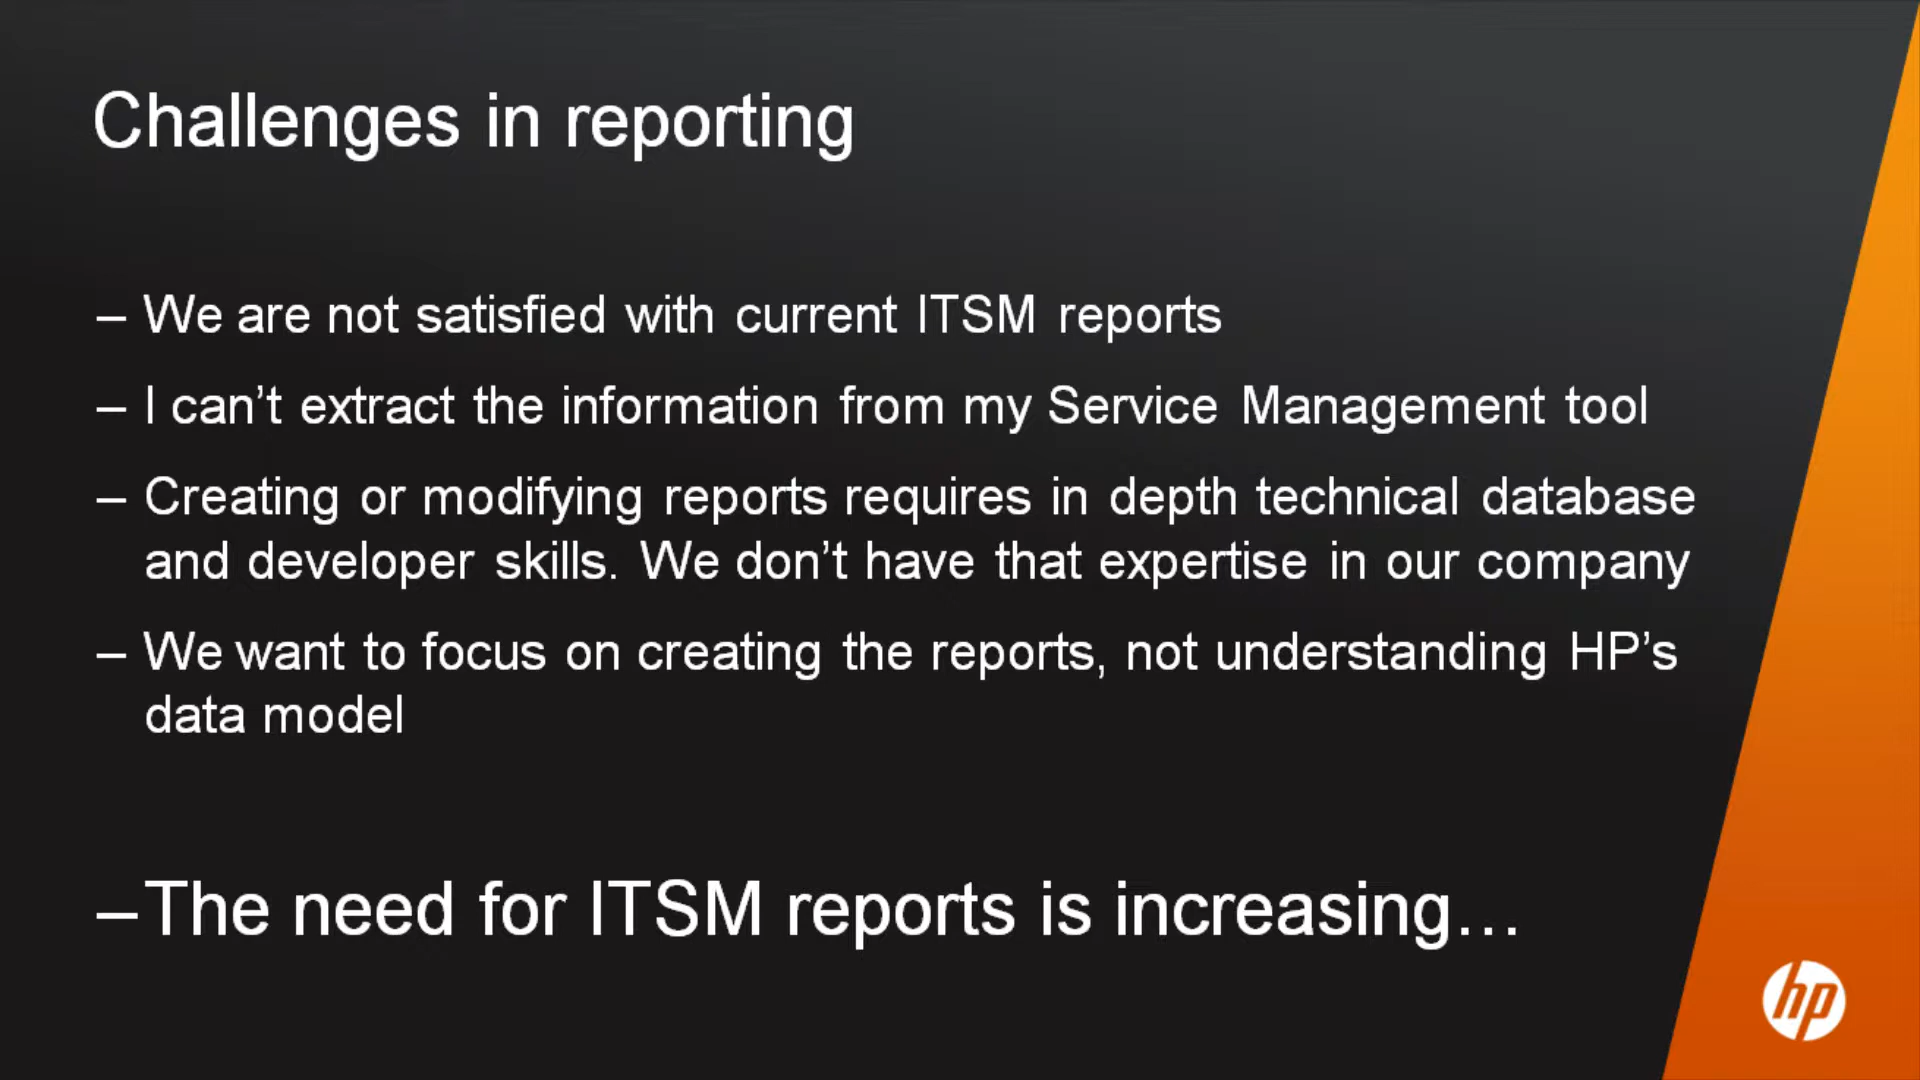 Challenges in reporting
– We are not satisfied with current ITSM reports
– I can’t extract the information from my Service Management tool
– Creating or modifying reports requires in depth technical database
and developer skills. We don’t have that expertise in our company
– We want to focus on creating the reports, not understanding HP’s
data model
–The need for ITSM reports is increasing…
hp